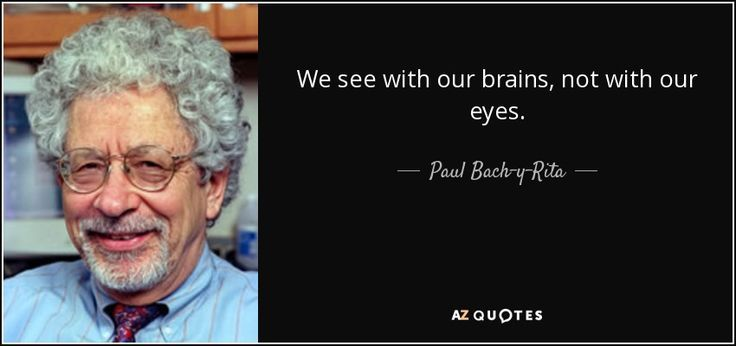 We see with our brains, not with our
eyes.
— Paul Bach-y-Rita —
AZ QUOTES